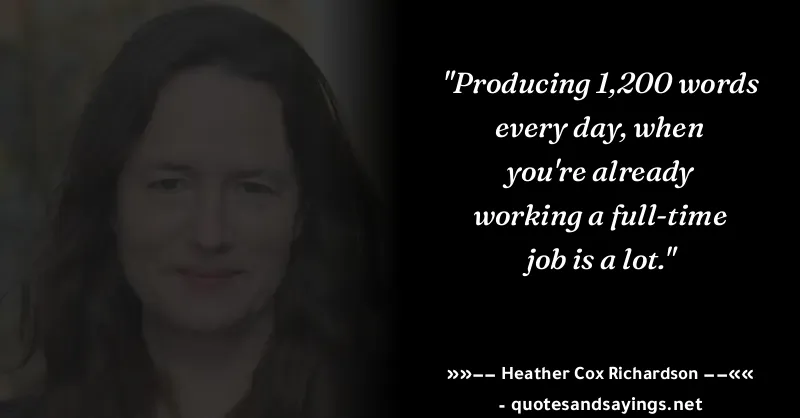 "Producing 1,200 words
every day, when
you're already
working a full-time
job is a lot."
»»–– Heather Cox Richardson ––««
- quotesandsayings.net